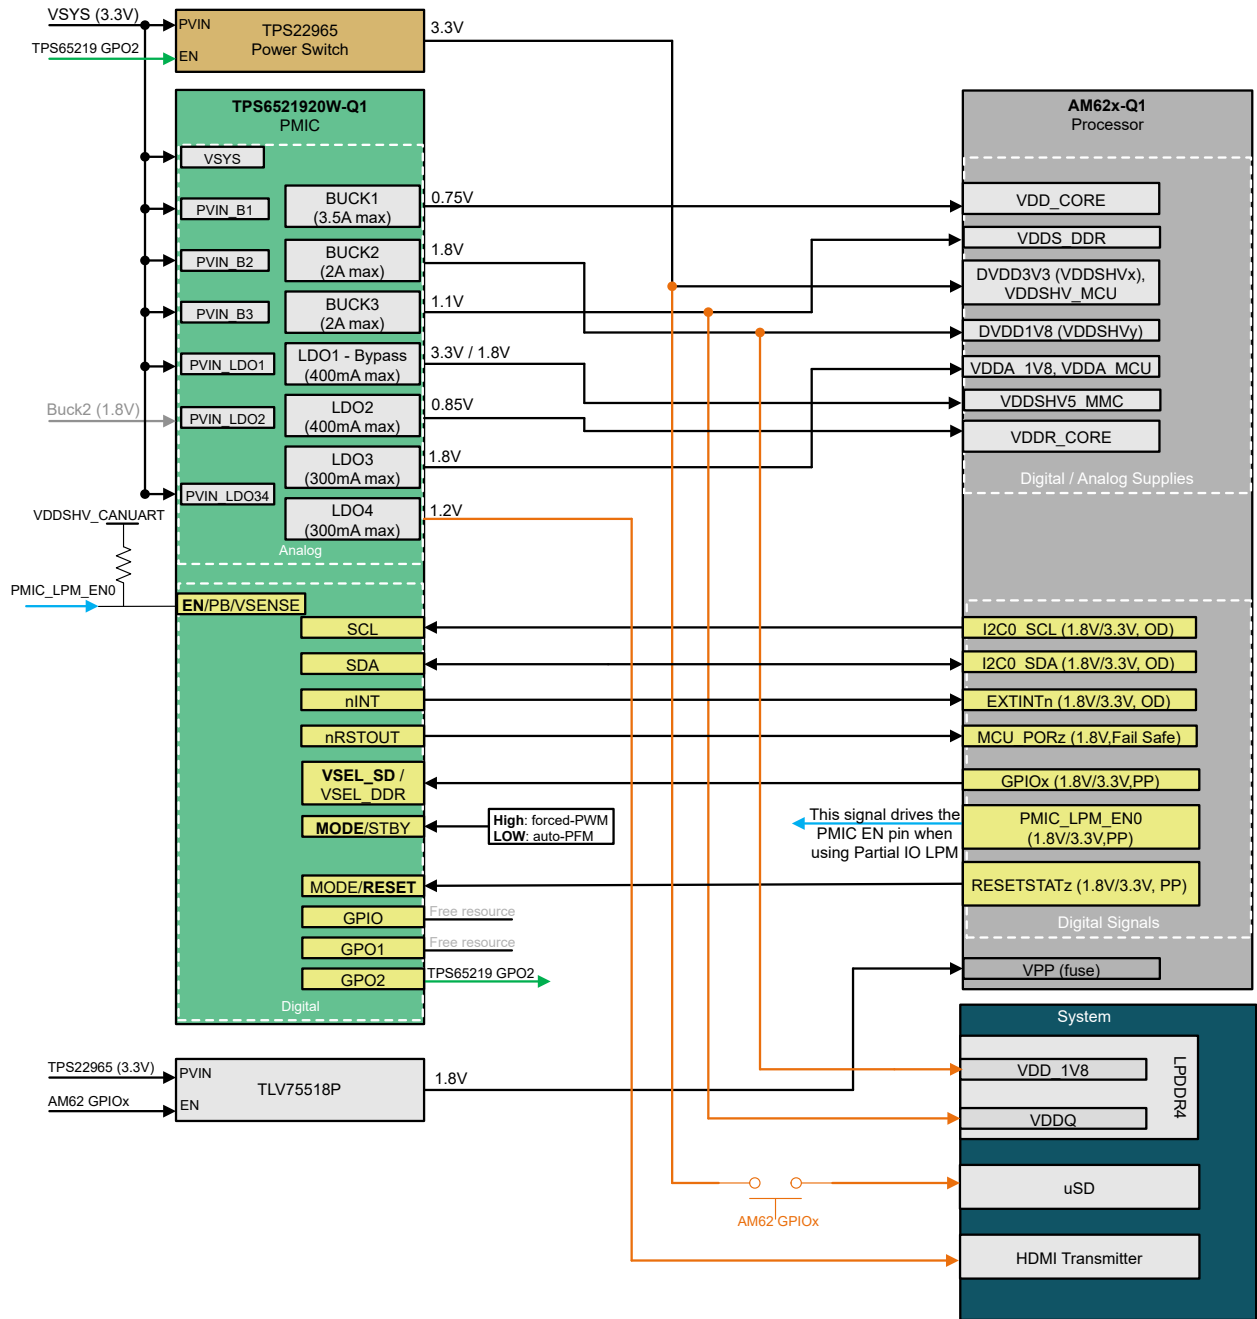 VSYS (3.3V)
TPS65219 GPO2
PVIN
EN
TPS22965
Power Switch
3.3V
TPS6521920W-Q1
PMIC
VSYS
PVIN_B1
PVIN_B2
PVIN_B3
PVIN_LDO1
Buck2 (1.8V)
PVIN_LDO2
PVIN_LDO34
BUCK1
(3.5A max)
0.75V
BUCK2
(2A max)
1.8V
BUCK3
(2A max)
1.1V
LDO1 - Bypass
(400mA max)
3.3V / 1.8V
LDO2
(400mA max)
0.85V
LDO3
(300mA max)
1.8V
LDO4
(300mA max)
1.2V
Analog
VDDSHV_CANUART
PMIC_LPM_EN0
EN/PB/VSENSE
SCL
SDA
nINT
nRSTOUT
VSEL_SD /
VSEL_DDR
MODE/STBY
High: forced-PWM
LOW: auto-PFM
MODE/RESET
GPIO
Free resource
GPO1
Free resource
GPO2
TPS65219 GPO2
Digital
AM62x-Q1
Processor
VDD_CORE
VDDS_DDR
DVDD3V3 (VDDSHVx),
VDDSHV_MCU
DVDD1V8 (VDDSHVy)
VDDA_1V8, VDDA_MCU
VDDSHV5_MMC
VDDR_CORE
Digital / Analog Supplies
I2C0_SCL (1.8V/3.3V, OD)
I2C0_SDA (1.8V/3.3V, OD)
EXTINTn (1.8V/3.3V, OD)
MCU_PORz (1.8V,Fail Safe)
GPIOx (1.8V/3.3V,PP)
This signal drives the
PMIC EN pin when
using Partial IO LPM
PMIC_LPM_EN0
(1.8V/3.3V,PP)
RESETSTATz (1.8V/3.3V, PP)
Digital Signals
VPP (fuse)
TPS22965 (3.3V)
AM62 GPIOx
PVIN
EN
TLV75518P
1.8V
System
VDD_1V8
VDDQ
LPDDR4
uSD
AM62 GPIOx
HDMI Transmitter